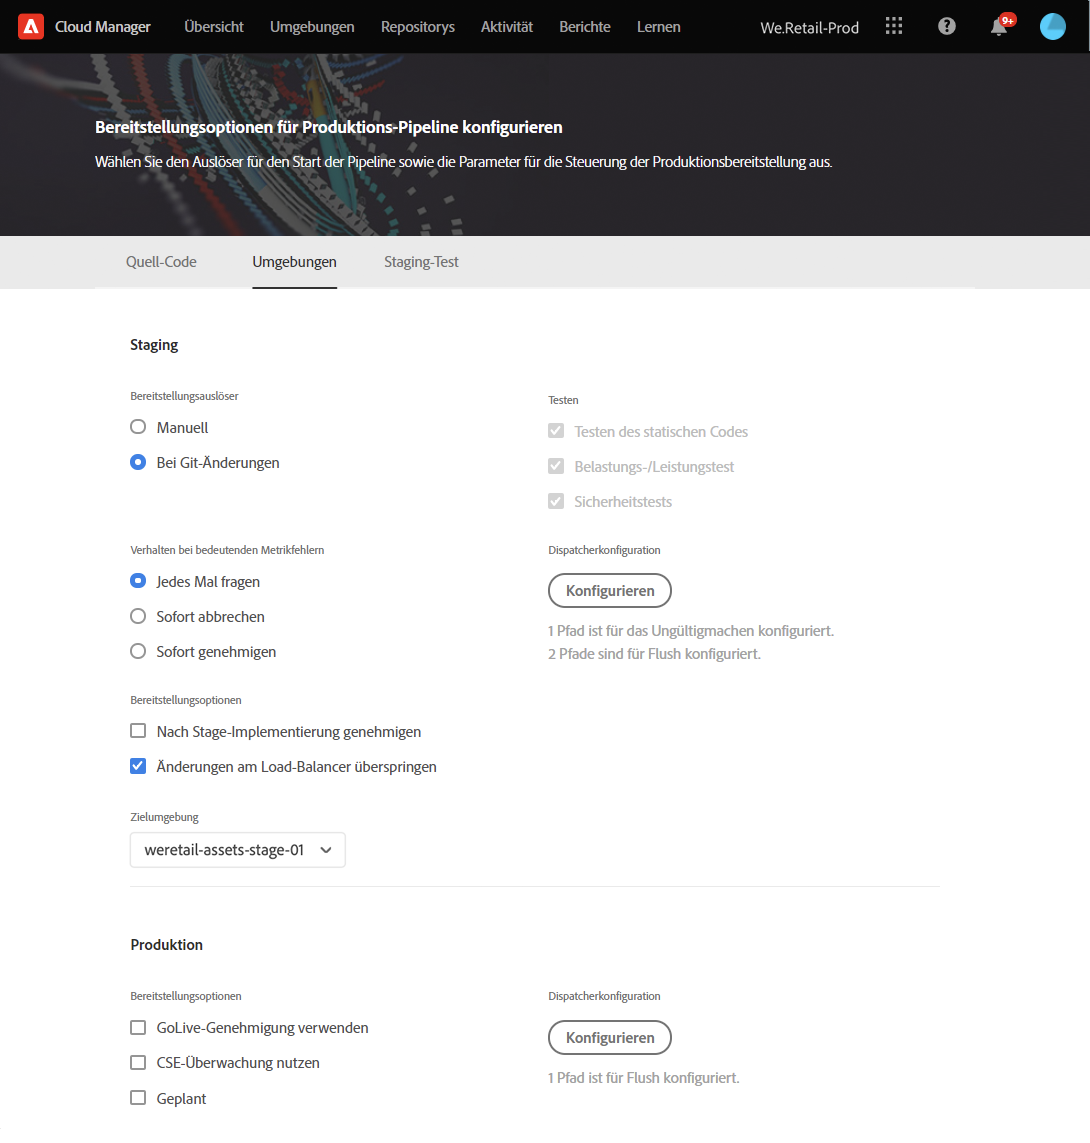 Cloud Manager Übersicht Umgebungen Repositorys Aktivität Berichte Lernen We.Retail-Prod 9+
Bereitstellungsoptionen für Produktions-Pipeline konfigurieren
Wählen Sie den Auslöser für den Start der Pipeline sowie die Parameter für die Steuerung der Produktionsbereitstellung aus.
Quell-Code Umgebungen Staging-Test
Staging
Bereitstellungsauslöser
Manuell
Bei Git-Änderungen
Testen
Testen des statischen Codes
Belastungs-/Leistungstest
Sicherheitstests
Verhalten bei bedeutenden Metrikfehlern
Jedes Mal fragen
Sofort abbrechen
Sofort genehmigen
Dispatcherkonfiguration
Konfigurieren
1 Pfad ist für das Ungültigmachen konfiguriert.
2 Pfade sind für Flush konfiguriert.
Bereitstellungsoptionen
Nach Stage-Implementierung genehmigen
Änderungen am Load-Balancer überspringen
Zielumgebung
weretail-assets-stage-01
Produktion
Bereitstellungsoptionen
GoLive-Genehmigung verwenden
CSE-Überwachung nutzen
Geplant
Dispatcherkonfiguration
Konfigurieren
1 Pfad ist für Flush konfiguriert.